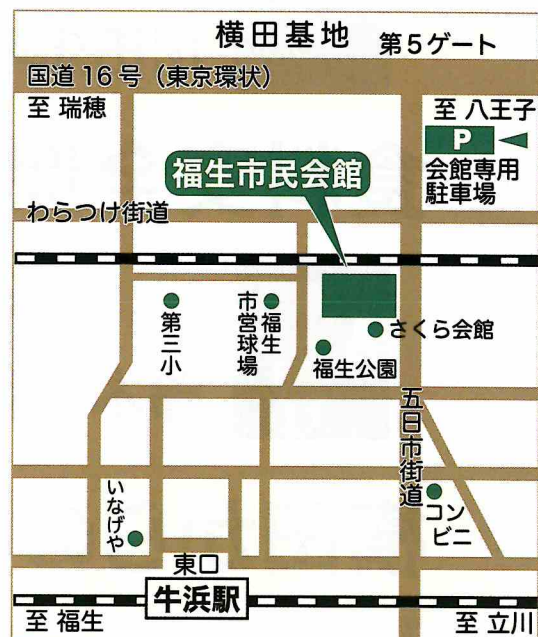 横田基地
第5ゲート
国道16号（東京環状）
至 瑞穂
至 八王子
P
会館専用
駐車場
福生市民会館
わらつけ街道
第三小
福生
市営球場
さくら会館
福生公園
五日市街道
いなげや
コン
ビニ
東口
牛浜駅
至 福生
至 立川